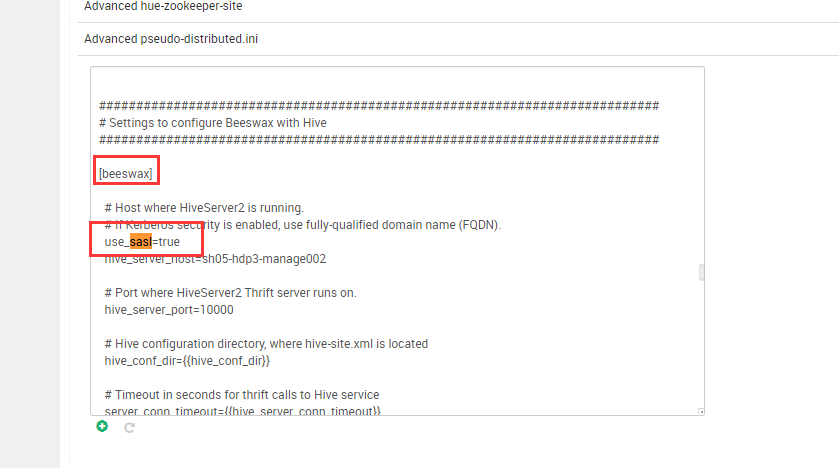 Advanced hue-zookeeper-site
Advanced pseudo-distributed.ini
###########################################################################
# Settings to configure Beeswax with Hive
###########################################################################
[beeswax]
# Host where HiveServer2 is running.
# If Kerberos security is enabled, use fully-qualified domain name (FQDN).
use_sasl=true
hive_server_host=sh05-hdp3-manage002
# Port where HiveServer2 Thrift server runs on.
hive_server_port=10000
# Hive configuration directory, where hive-site.xml is located
hive_conf_dir={{hive_conf_dir}}
# Timeout in seconds for thrift calls to Hive service
server_conn_timeout={{hive_server_conn_timeout}}